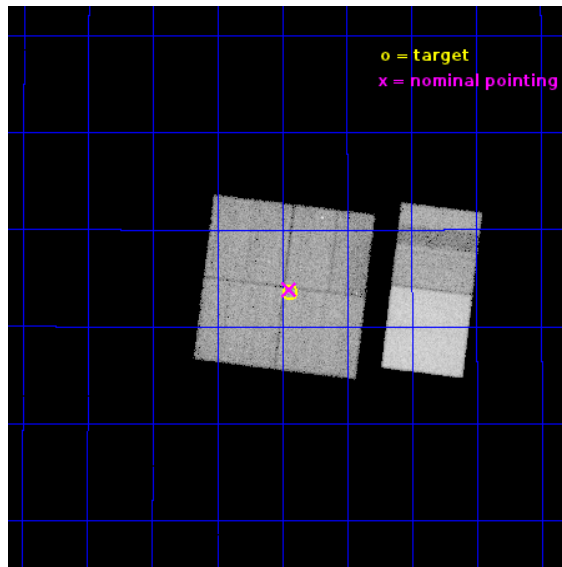 o = target
x = nominal pointing